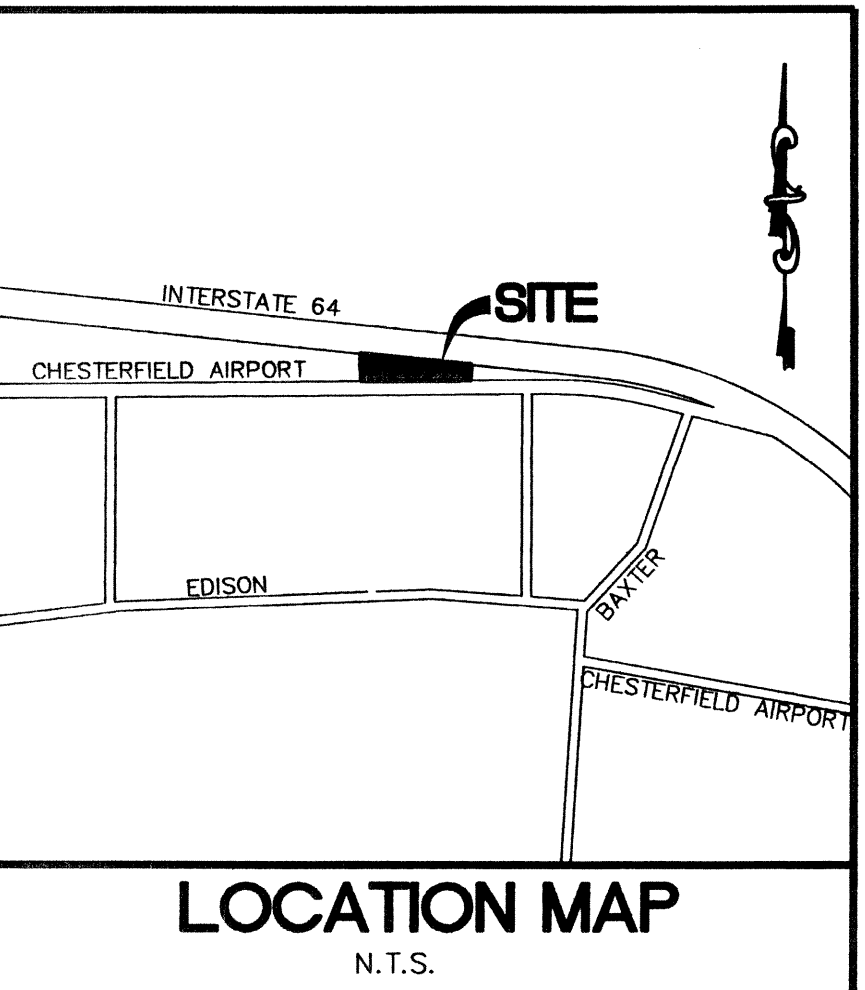 INTERSTATE 64
SITE
CHESTERFIELD AIRPORT
EDISON
BAXTER
CHESTERFIELD AIRPORT
LOCATION MAP
N.T.S.